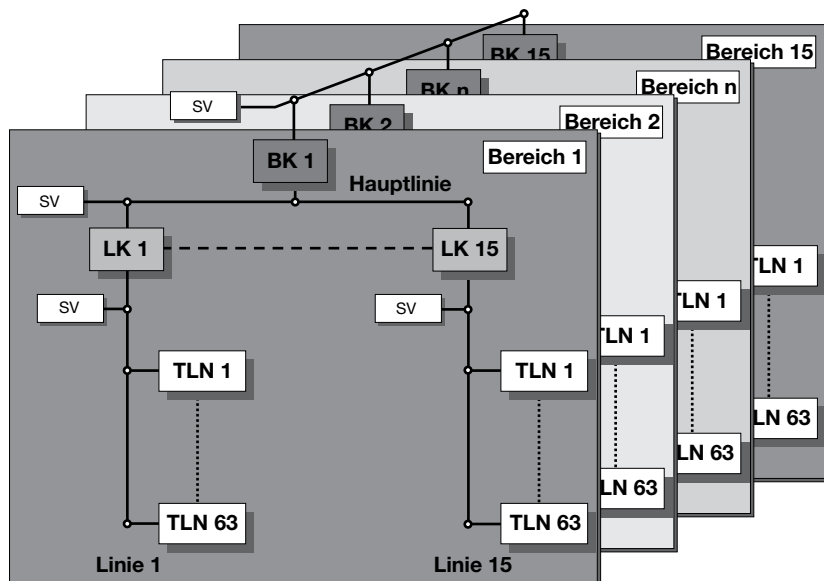 BK 15
Bereich 15
BK n
Bereich n
SV
BK 2
Bereich 2
BK 1
Bereich 1
Hauptlinie
SV
LK 1
LK 15
TLN 1
SV
SV
TLN 1
TLN 1
TLN 1
TLN 1
TLN 63
TLN 63
TLN 63
TLN 63
TLN 63
Linie 1
Linie 15